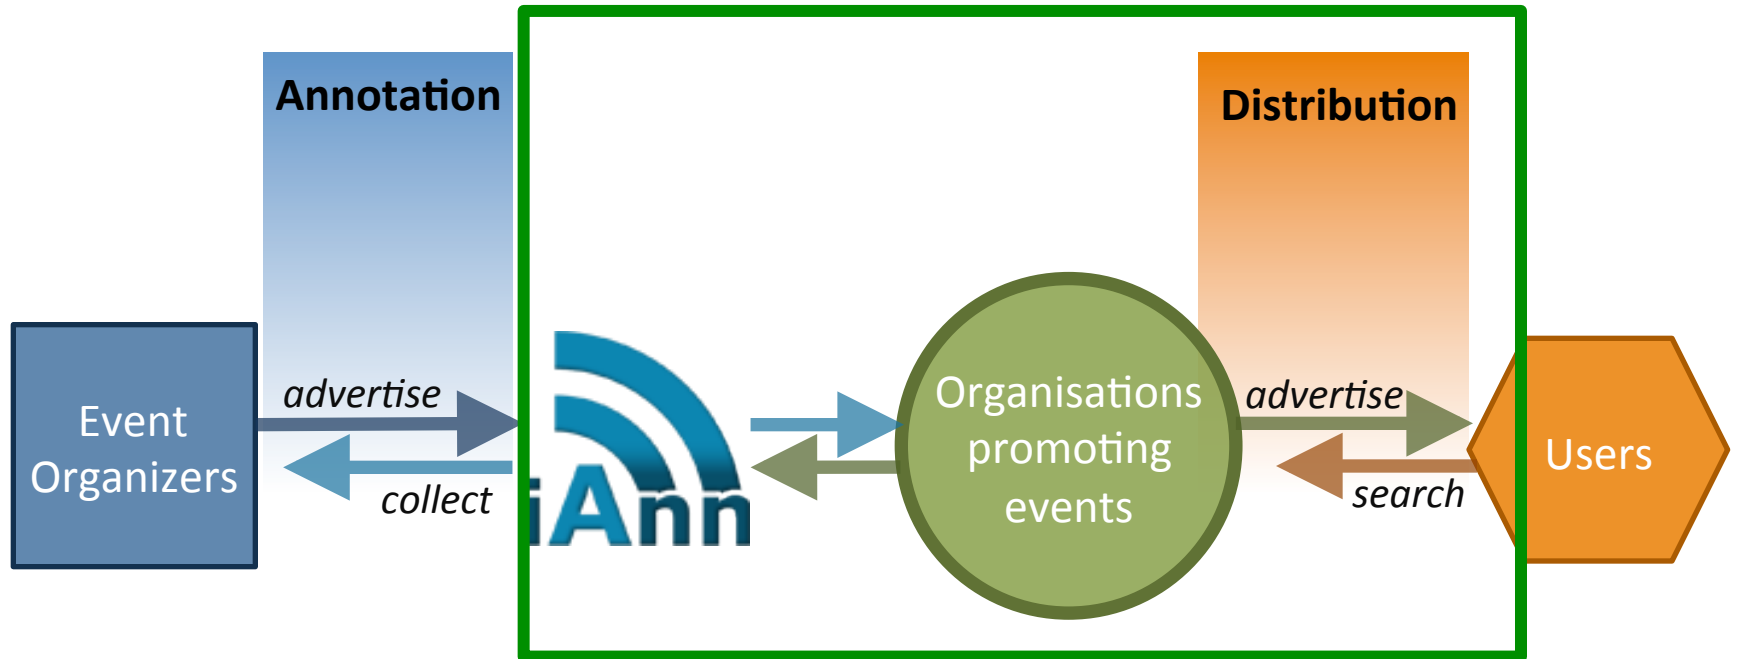 Annotation
Distribution
advertise
collect
Event
Organizers
iAnn
Organisations
promoting
events
advertise
search
Users